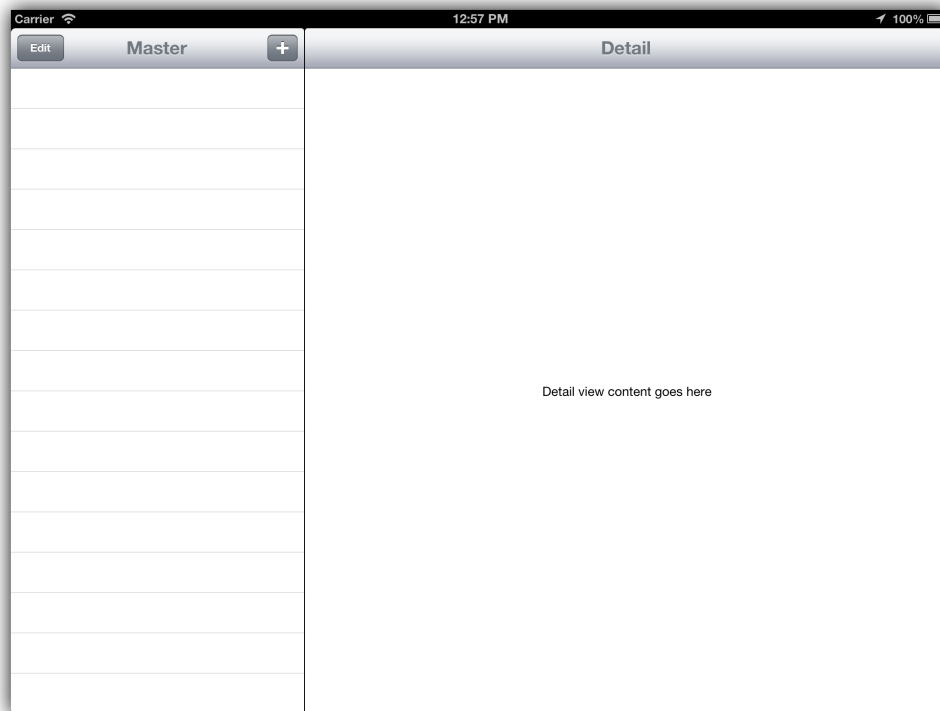 Carrier 12:57 PM 100%
Edit Master + Detail
Detail view content goes here